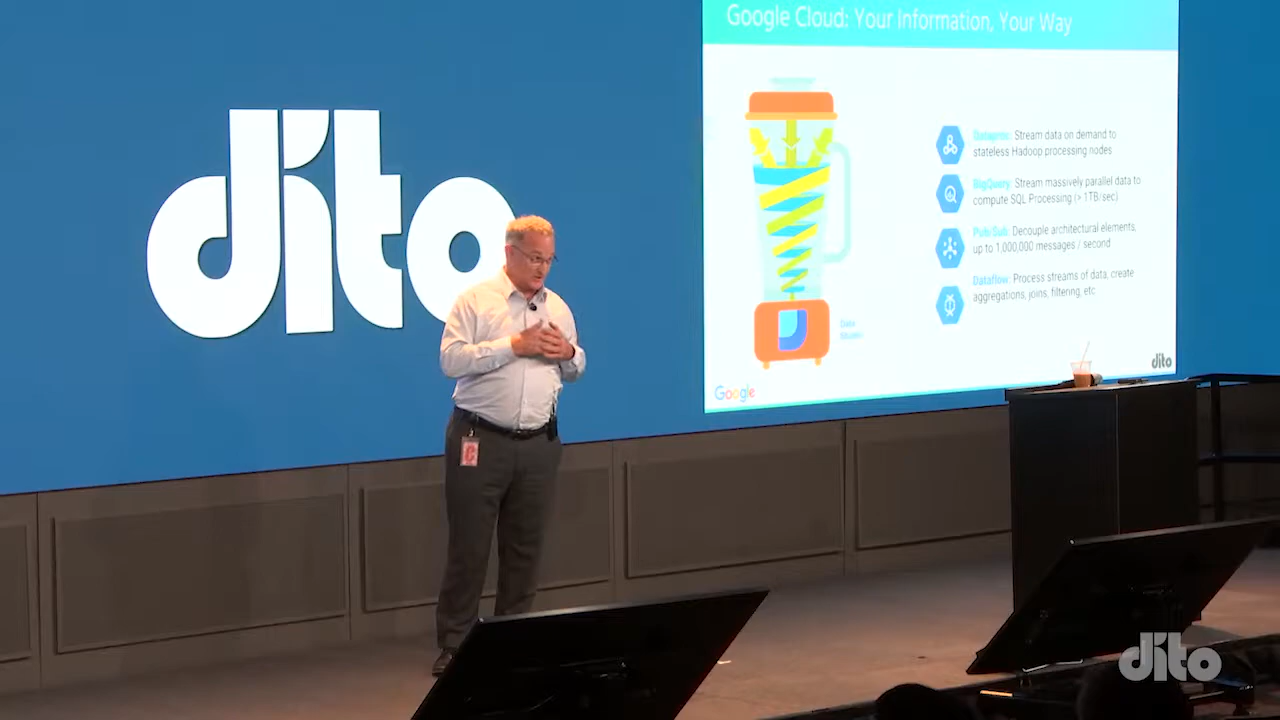 Google Cloud: Your Information, Your Way
dito
Dataproc: Stream data on demand to
stateless Hadoop processing nodes
BigQuery: Stream massively parallel data to
compute SQL Processing (> 1TB/sec)
Pub/Sub: Decouple architectural elements,
up to 1,000,000 messages / second
Dataflow: Process streams of data, create
aggregations, joins, filtering, etc
Data
Studio
Google
dito
dito